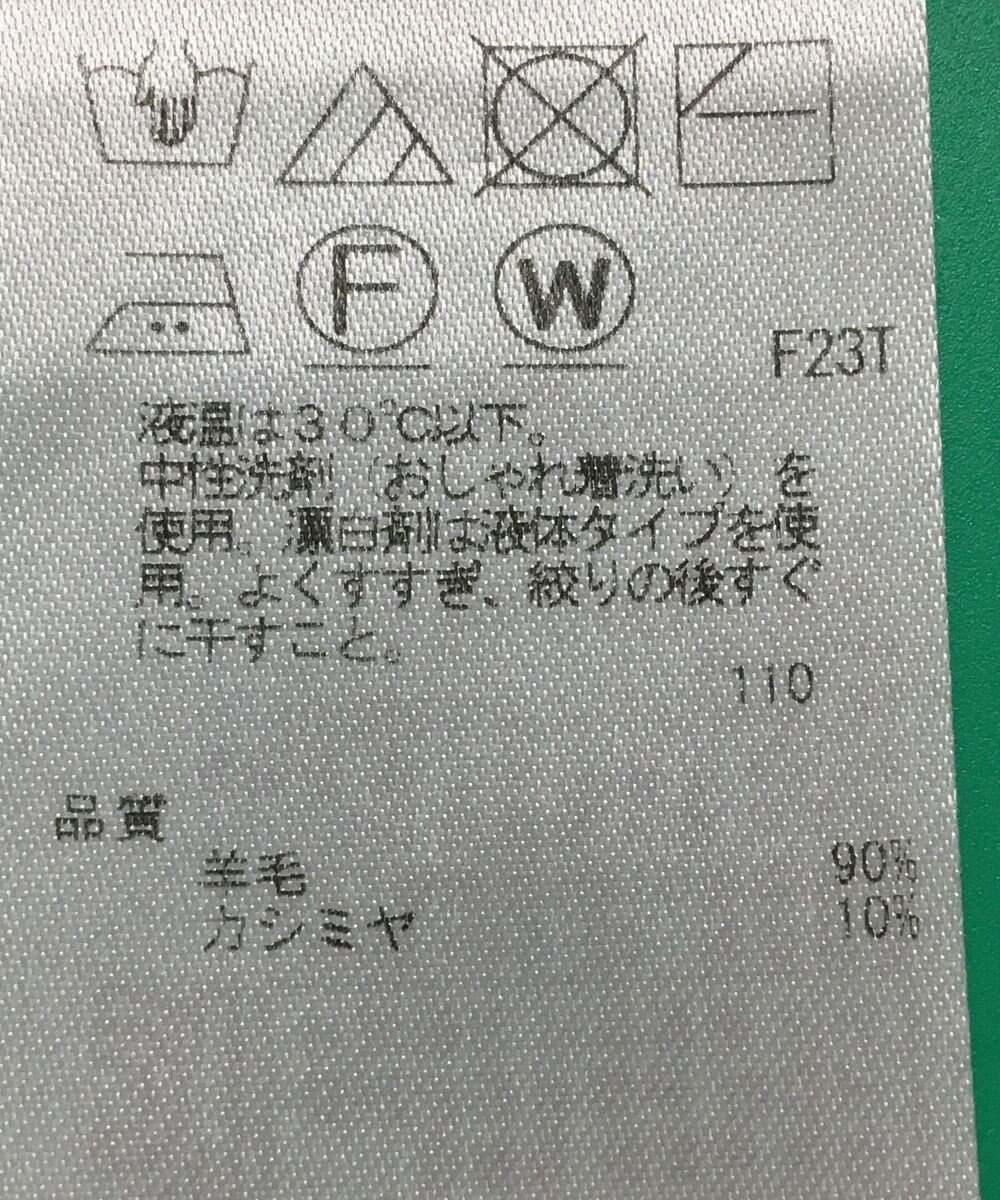 F W
F23T
液温は30℃以下。
中性洗剤(おしゃれ着洗い)を
使用。漂白剤は液体タイプを使
用。よくすすぎ、絞りの後すぐ
に干すこと。
110
品質
羊毛 90%
カシミヤ 10%